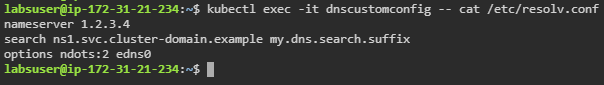 labsuser@ip-172-31-21-234:~$ kubectl exec -it dnscustomconfig -- cat /etc/resolv.conf
nameserver 1.2.3.4
search ns1.svc.cluster-domain.example my.dns.search.suffix
options ndots:2 edns0
labsuser@ip-172-31-21-234:~$